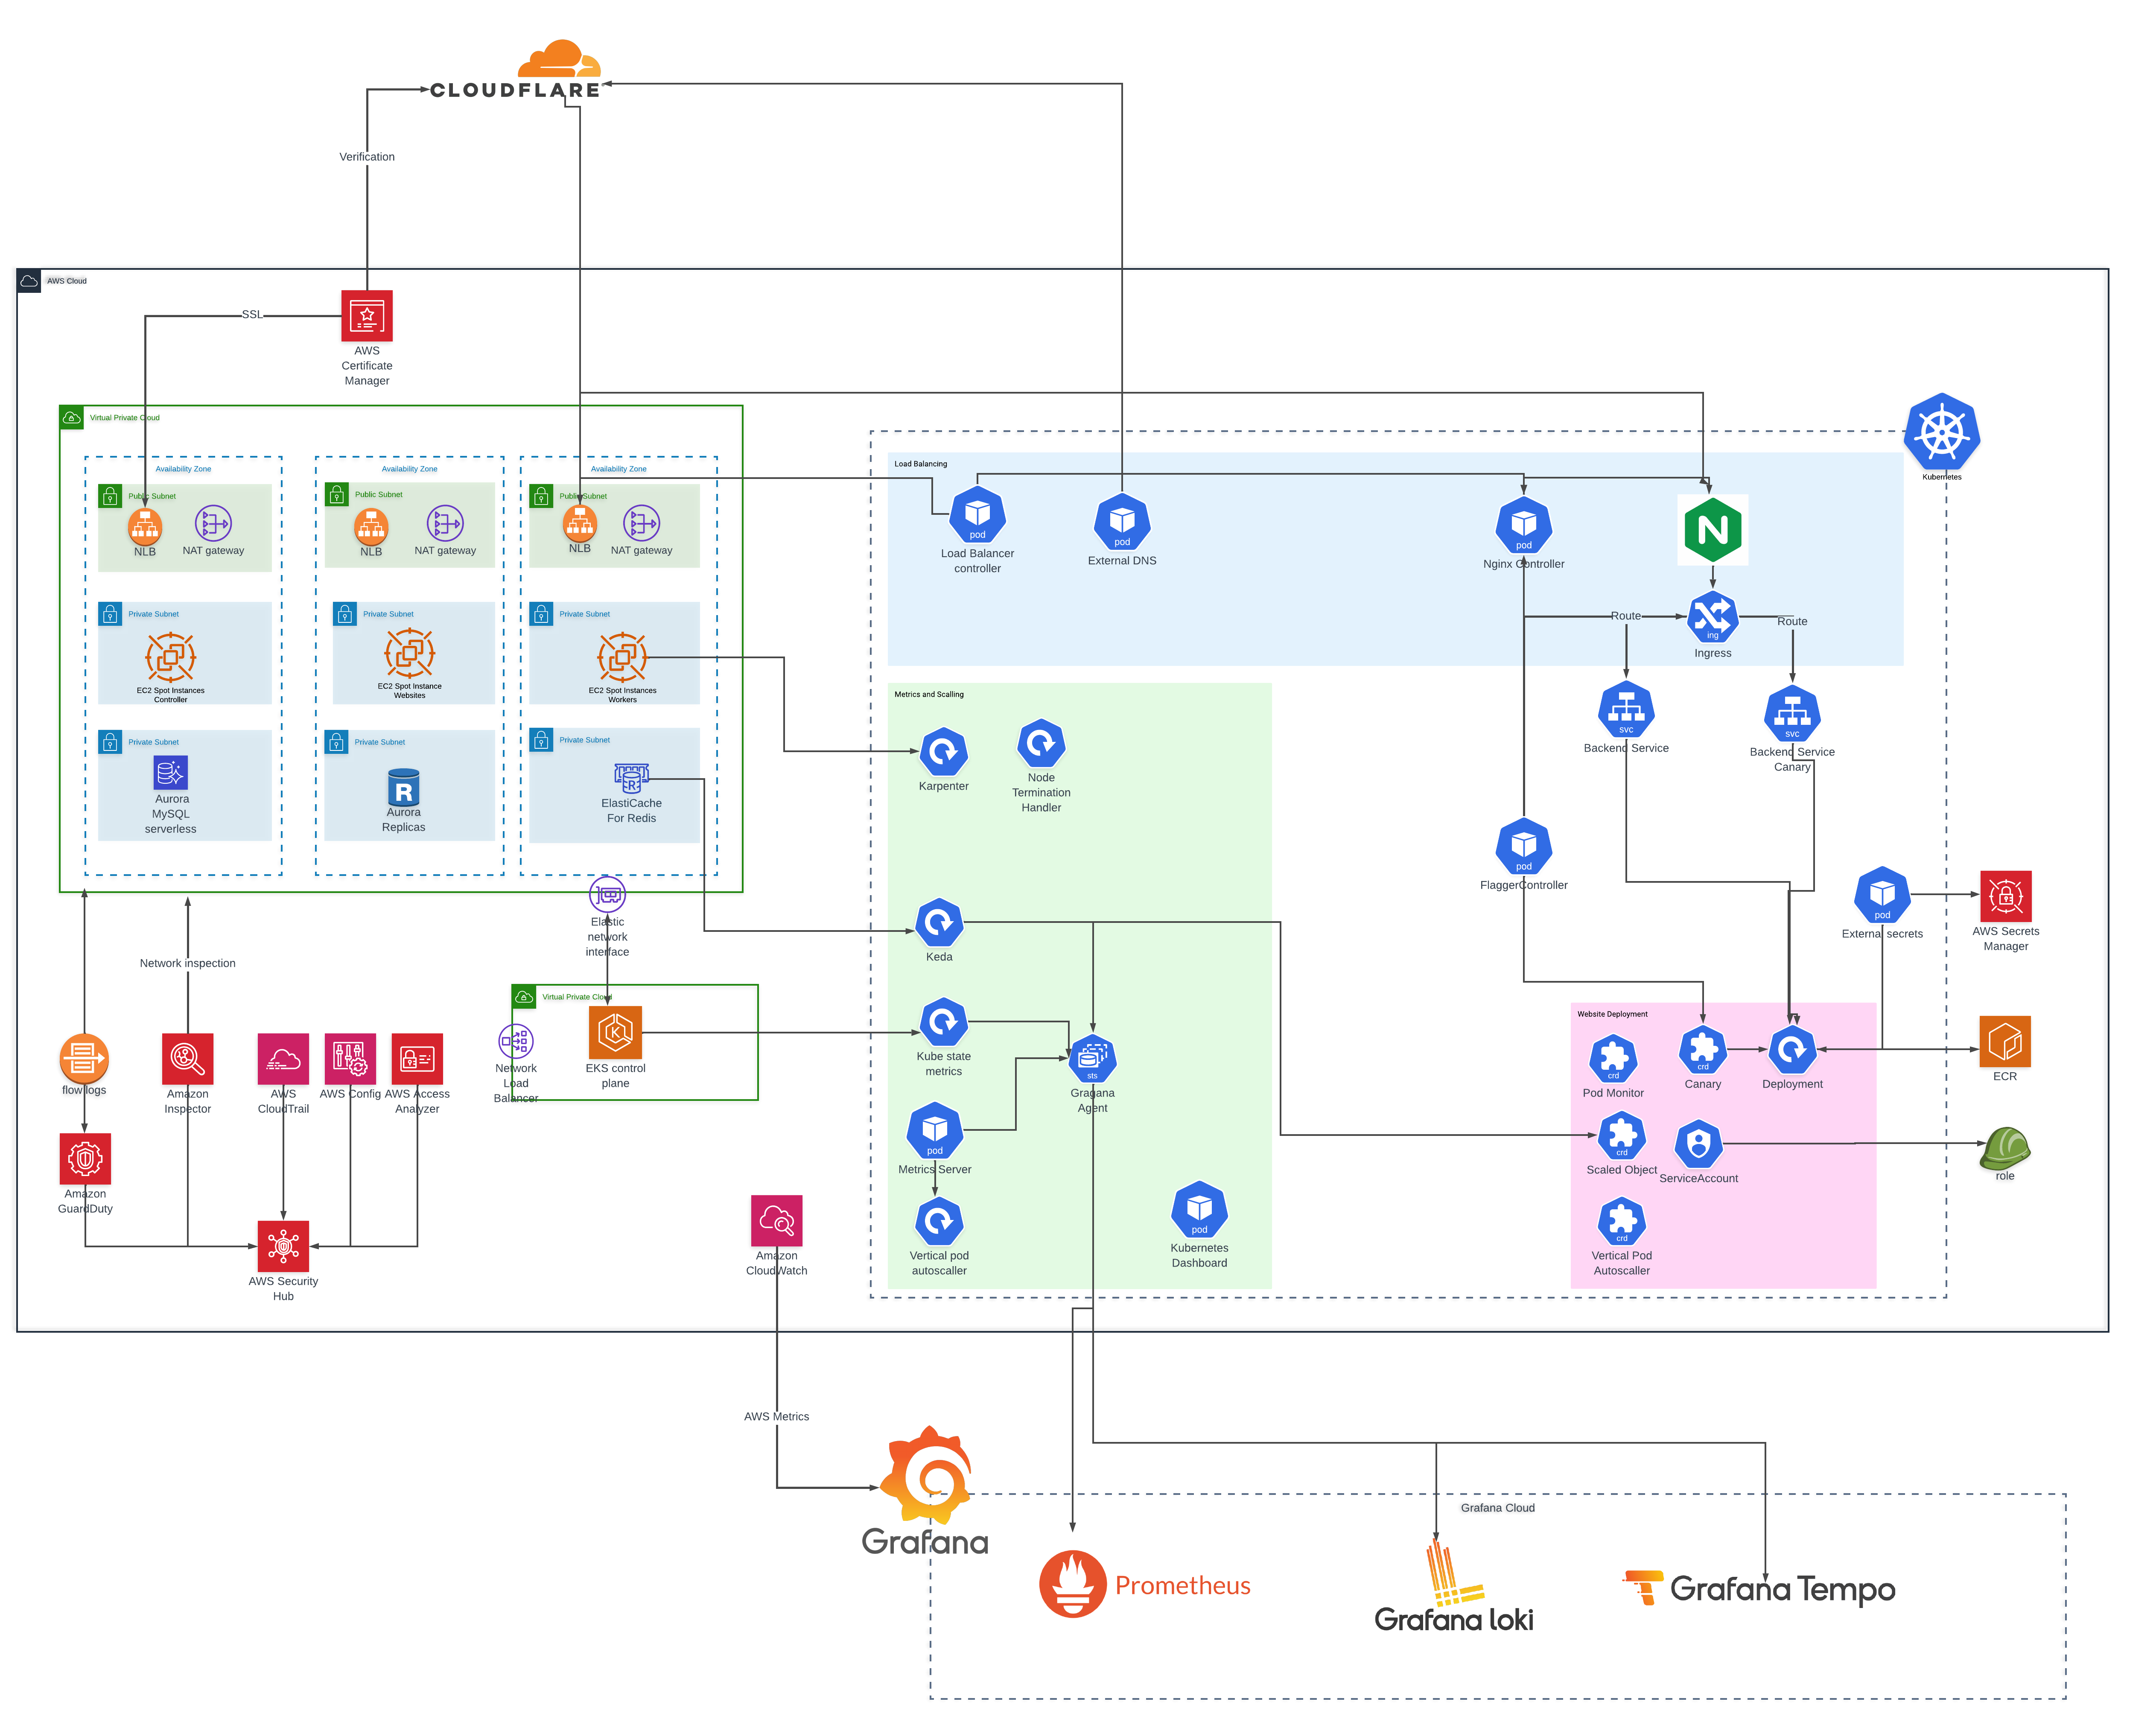 CLOUDFLARE
Verification
AWS Cloud
SSL
AWS
Certificate
Manager
Virtual Private Cloud
Availability Zone
Availability Zone
Availability Zone
Public Subnet
NLB
NAT gateway
Public Subnet
NLB
NAT gateway
Public Subnet
NLB
NAT gateway
Private Subnet
EC2 Spot Instances
Controller
Private Subnet
EC2 Spot Instance
Websites
Private Subnet
EC2 Spot Instances
Workers
Private Subnet
Aurora
MySQL
serverless
Private Subnet
R
Aurora
Replicas
Private Subnet
R
ElastiCache
For Redis
Elastic
network
interface
Virtual Private Cloud
Network
Load
Balancer
K
EKS control
plane
Network inspection
flow logs
Amazon
Inspector
AWS
CloudTrail
AWS Config
AWS Access
Analyzer
Amazon
GuardDuty
AWS Security
Hub
Amazon
CloudWatch
AWS Metrics
Kubernetes
Load Balancing
pod
Load Balancer
controller
pod
External DNS
pod
Nginx Controller
N
Route
ing
Ingress
Route
svc
Backend Service
svc
Backend Service
Canary
Metrics and Scalling
Karpenter
Node
Termination
Handler
Keda
Kube state
metrics
sts
Gragana
Agent
pod
Metrics Server
Vertical pod
autoscaller
pod
Kubernetes
Dashboard
pod
FlaggerController
pod
External secrets
AWS Secrets
Manager
Website Deployment
crd
Pod Monitor
crd
Canary
Deployment
crd
Scaled Object
ServiceAccount
crd
Vertical Pod
Autoscaller
ECR
role
Grafana
Grafana Cloud
Prometheus
Grafana loki
Grafana Tempo